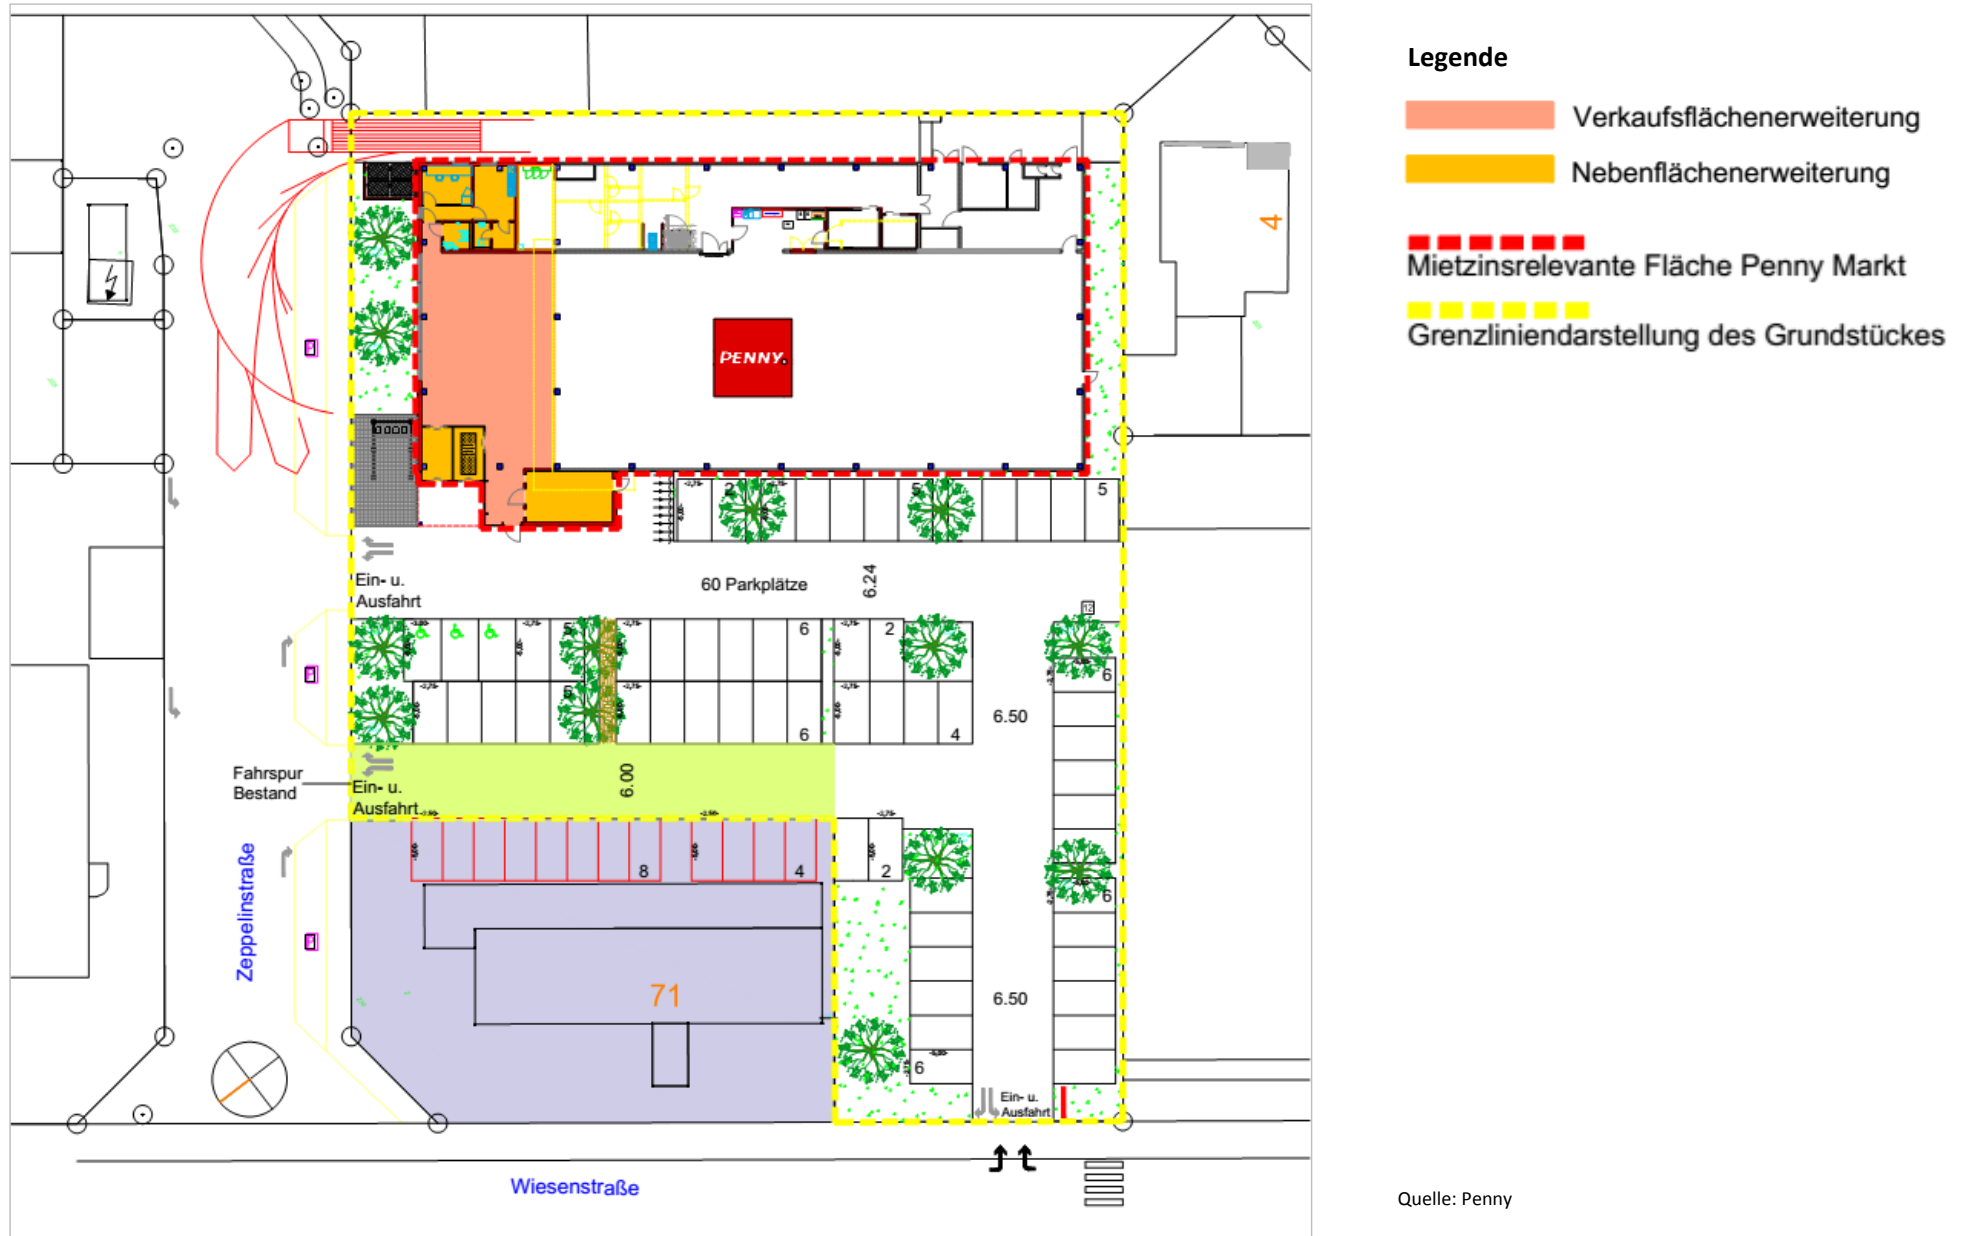 Legende
Verkaufsflächenerweiterung
Nebenflächenerweiterung
Mietzinsrelevante Fläche Penny Markt
Grenzliniendarstellung des Grundstückes
4
PENNY.
2
5
5
Ein- u.
Ausfahrt
60 Parkplätze
6.24
12
5
6
2
6
5
6
4
6.50
Fahrspur
Bestand
Ein- u.
Ausfahrt
6.00
8
4
2
6
Zeppelinstraße
71
6.50
6
Ein- u.
Ausfahrt
Wiesenstraße
Quelle: Penny